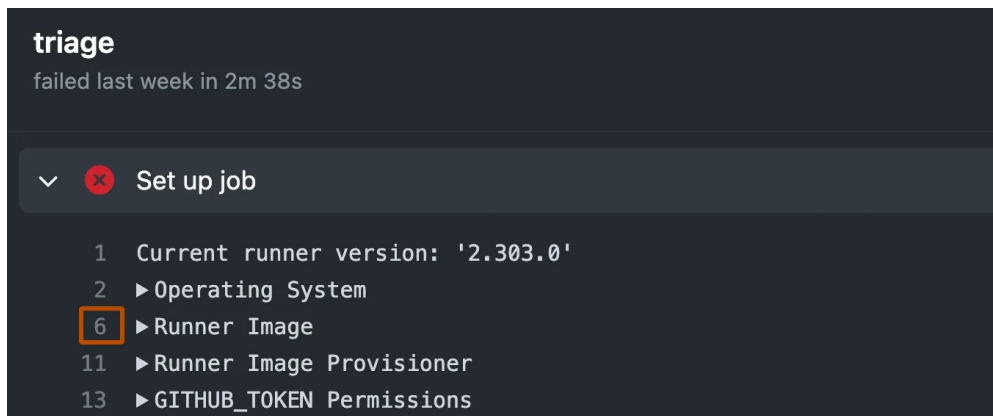 triage
failed last week in 2m 38s
Set up job
1 Current runner version: '2.303.0'
2 ▶ Operating System
6 ▶ Runner Image
11 ▶ Runner Image Provisioner
13 ▶ GITHUB_TOKEN Permissions